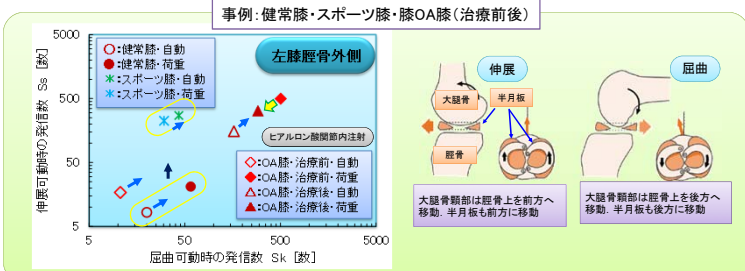 事例：健常膝・スポーツ膝・膝OA膝（治療前後）
5000
500
50
5
伸展可動時の発信数 Ss [数]
○:健常膝・自動
●:健常膝・荷重
＊:スポーツ膝・自動
＊:スポーツ膝・荷重
左膝脛骨外側
ヒアルロン酸関節内注射
◇:OA膝・治療前・自動
◆:OA膝・治療前・荷重
△:OA膝・治療後・自動
▲:OA膝・治療後・荷重
5
50
500
5000
屈曲可動時の発信数 Sk [数]
伸展
大腿骨
半月板
脛骨
大腿骨顆部は脛骨上を前方へ
移動．半月板も前方に移動
屈曲
大腿骨顆部は脛骨上を後方へ
移動．半月板も後方に移動